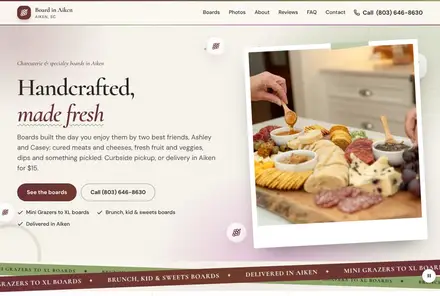 Board in Aiken
AIKEN, SC
Boards Photos About Reviews FAQ Contact Call (803) 646-8630
Charcuterie & specialty boards in Aiken
Handcrafted,
made fresh
Boards built the day you enjoy them by two best friends, Ashley
and Casey: cured meats and cheeses, fresh fruit and veggies,
dips and something pickled. Curbside pickup, or delivery in Aiken
for $15.
See the boards Call (803) 646-8630
Mini Grazers to XL boards Brunch, kid & sweets boards
Delivered in Aiken
GRAZERS TO XL BOARDS
TO XL BOARDS BRUNCH, KID & SWEETS BOARDS DELIVERED IN AIKEN MINI GRAZERS TO XL BOARDS